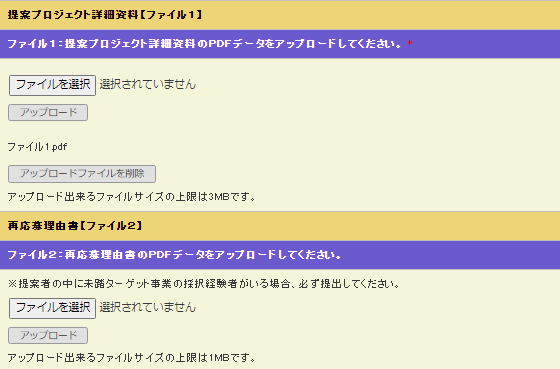 提案プロジェクト詳細資料【ファイル1】
ファイル1:提案プロジェクト詳細資料のPDFデータをアップロードしてください。*
ファイルを選択 選択されていません
アップロード
ファイル1.pdf
アップロードファイルを削除
アップロード出来るファイルサイズの上限は3MBです。
再応募理由書【ファイル2】
ファイル2:再応募理由書のPDFデータをアップロードしてください。
※提案者の中に未踏ターゲット事業の採択経験者がいる場合、必ず提出してください。
ファイルを選択 選択されていません
アップロード
アップロード出来るファイルサイズの上限は1MBです。